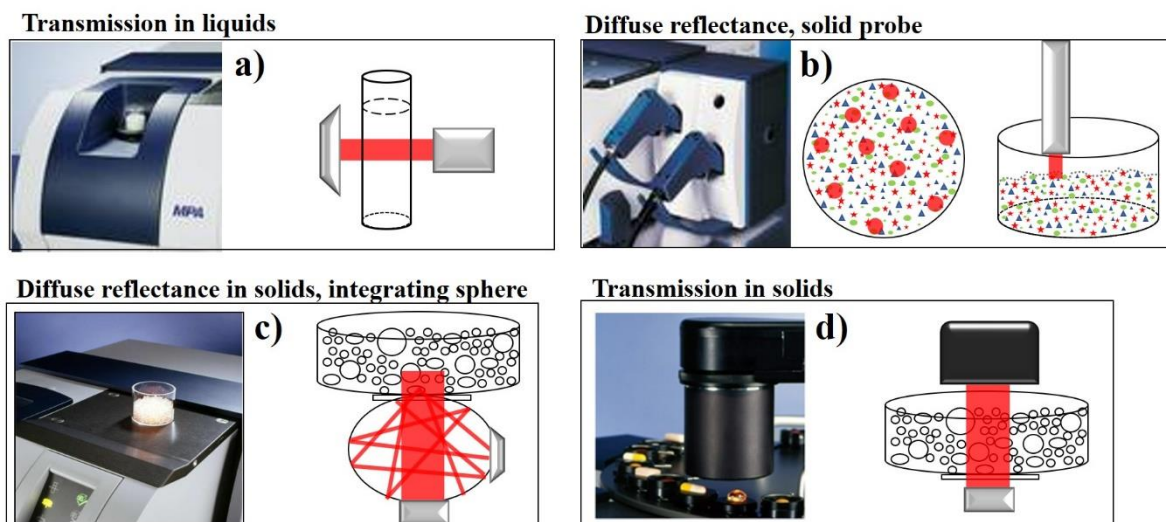 Transmission in liquids
a)
MPA
Diffuse reflectance, solid probe
b)
Diffuse reflectance in solids, integrating sphere
c)
Transmission in solids
d)